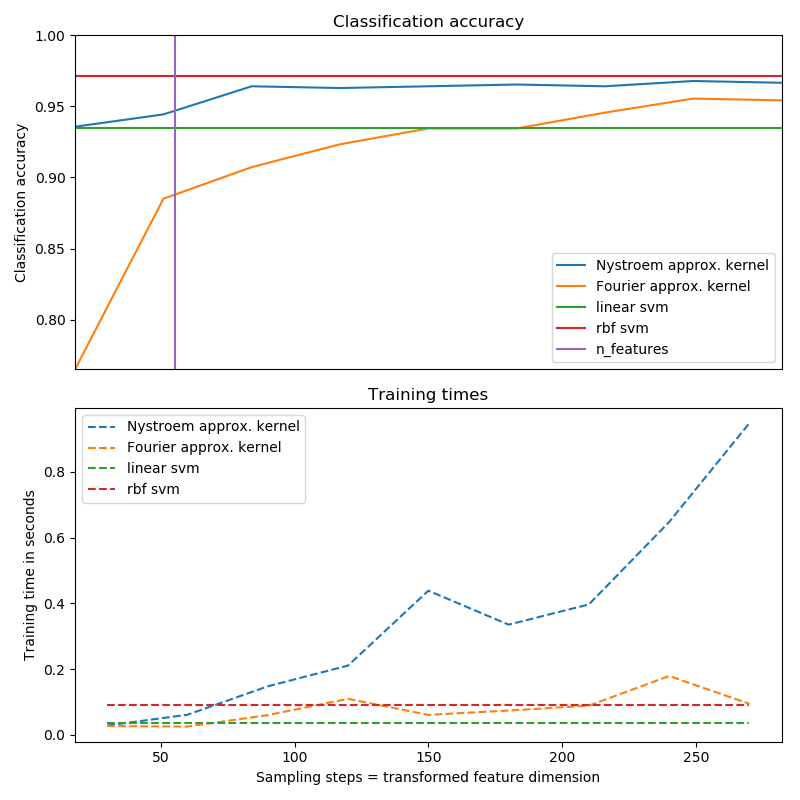 Classification accuracy
Classification accuracy
1.00
0.95
0.90
0.85
0.80
Nystroem approx. kernel
Fourier approx. kernel
linear svm
rbf svm
n_features
Training times
Training time in seconds
0.8
0.6
0.4
0.2
0.0
Nystroem approx. kernel
Fourier approx. kernel
linear svm
rbf svm
50 100 150 200 250
Sampling steps = transformed feature dimension